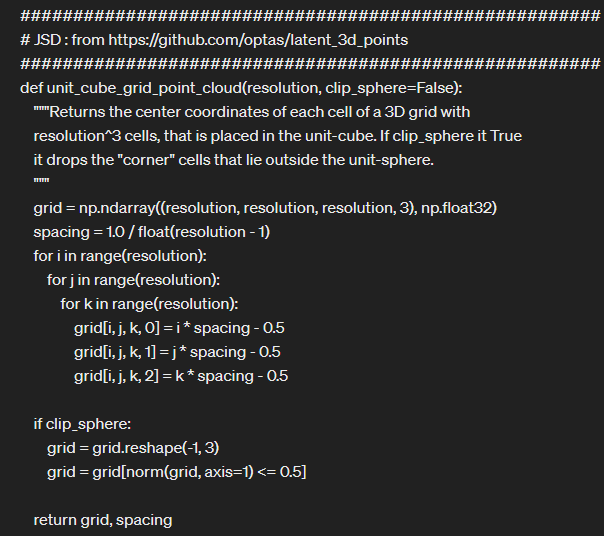 #######################################################
# JSD : from https://github.com/optas/latent_3d_points
#######################################################
def unit_cube_grid_point_cloud(resolution, clip_sphere=False):
"""Returns the center coordinates of each cell of a 3D grid with
resolution^3 cells, that is placed in the unit-cube. If clip_sphere it True
it drops the "corner" cells that lie outside the unit-sphere.
"""
grid = np.ndarray((resolution, resolution, resolution, 3), np.float32)
spacing = 1.0 / float(resolution - 1)
for i in range(resolution):
for j in range(resolution):
for k in range(resolution):
grid[i, j, k, 0] = i * spacing - 0.5
grid[i, j, k, 1] = j * spacing - 0.5
grid[i, j, k, 2] = k * spacing - 0.5
if clip_sphere:
grid = grid.reshape(-1, 3)
grid = grid[norm(grid, axis=1) <= 0.5]
return grid, spacing